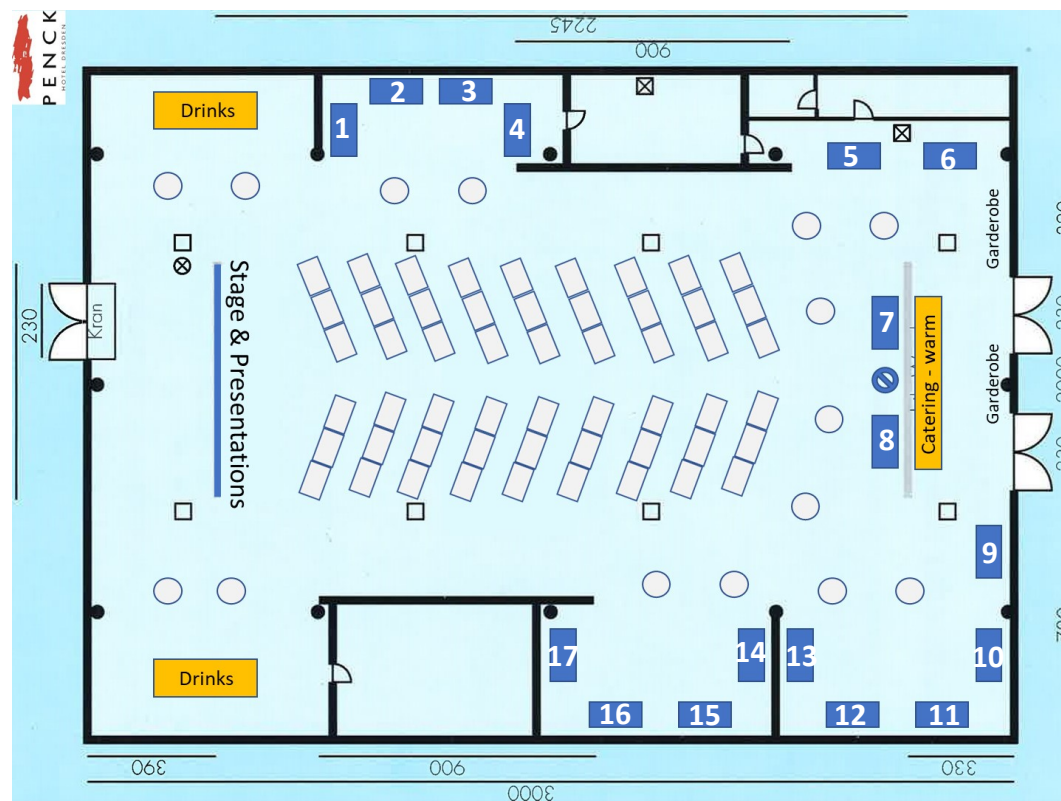 PENCK
HOTEL DRESDEN
2245
900
Drinks
1
2
3
4
5
6
Garderobe
Stage & Presentations
230
Kran
7
8
Catering - warm
Garderobe
9
10
11
12
13
14
15
16
17
Drinks
390
900
330
3000